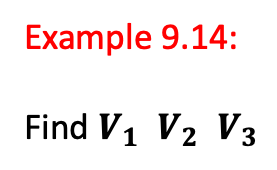 Example 9.14:
Find V₁ V₂ V₃